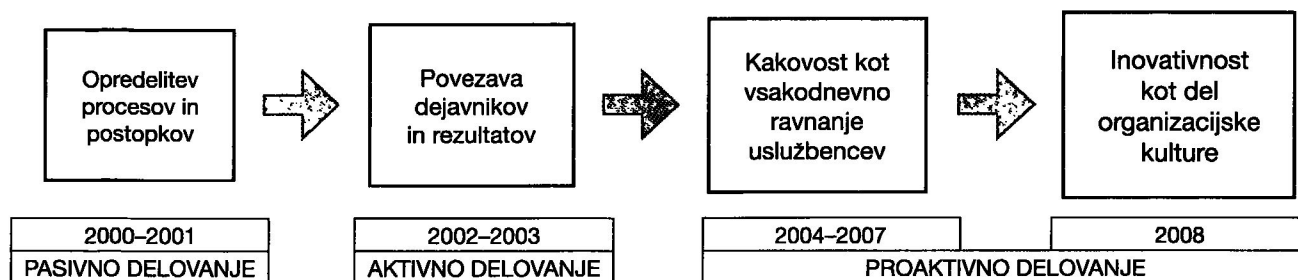 Opredelitev
procesov in
postopkov
Povezava
dejavnikov
in rezultatov
Kakovost kot
vsakodnevno
ravnanje
uslužbencev
Inovativnost
kot del
organizacijske
kulture
2000–2001
PASIVNO DELOVANJE
2002–2003
AKTIVNO DELOVANJE
2004–2007
2008
PROAKTIVNO DELOVANJE